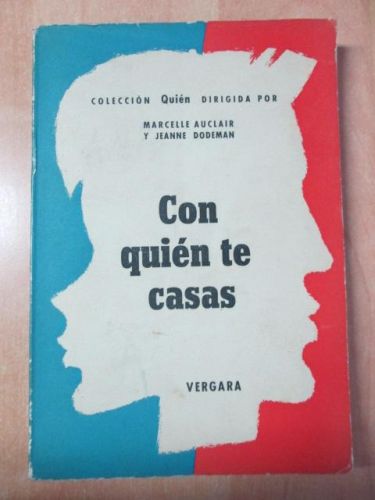 COLECCIÓN Quién DIRIGIDA POR
MARCELLE AUCLAIR
Y JEANNE DODEMAN
Con
quién te
casas
VERGARA